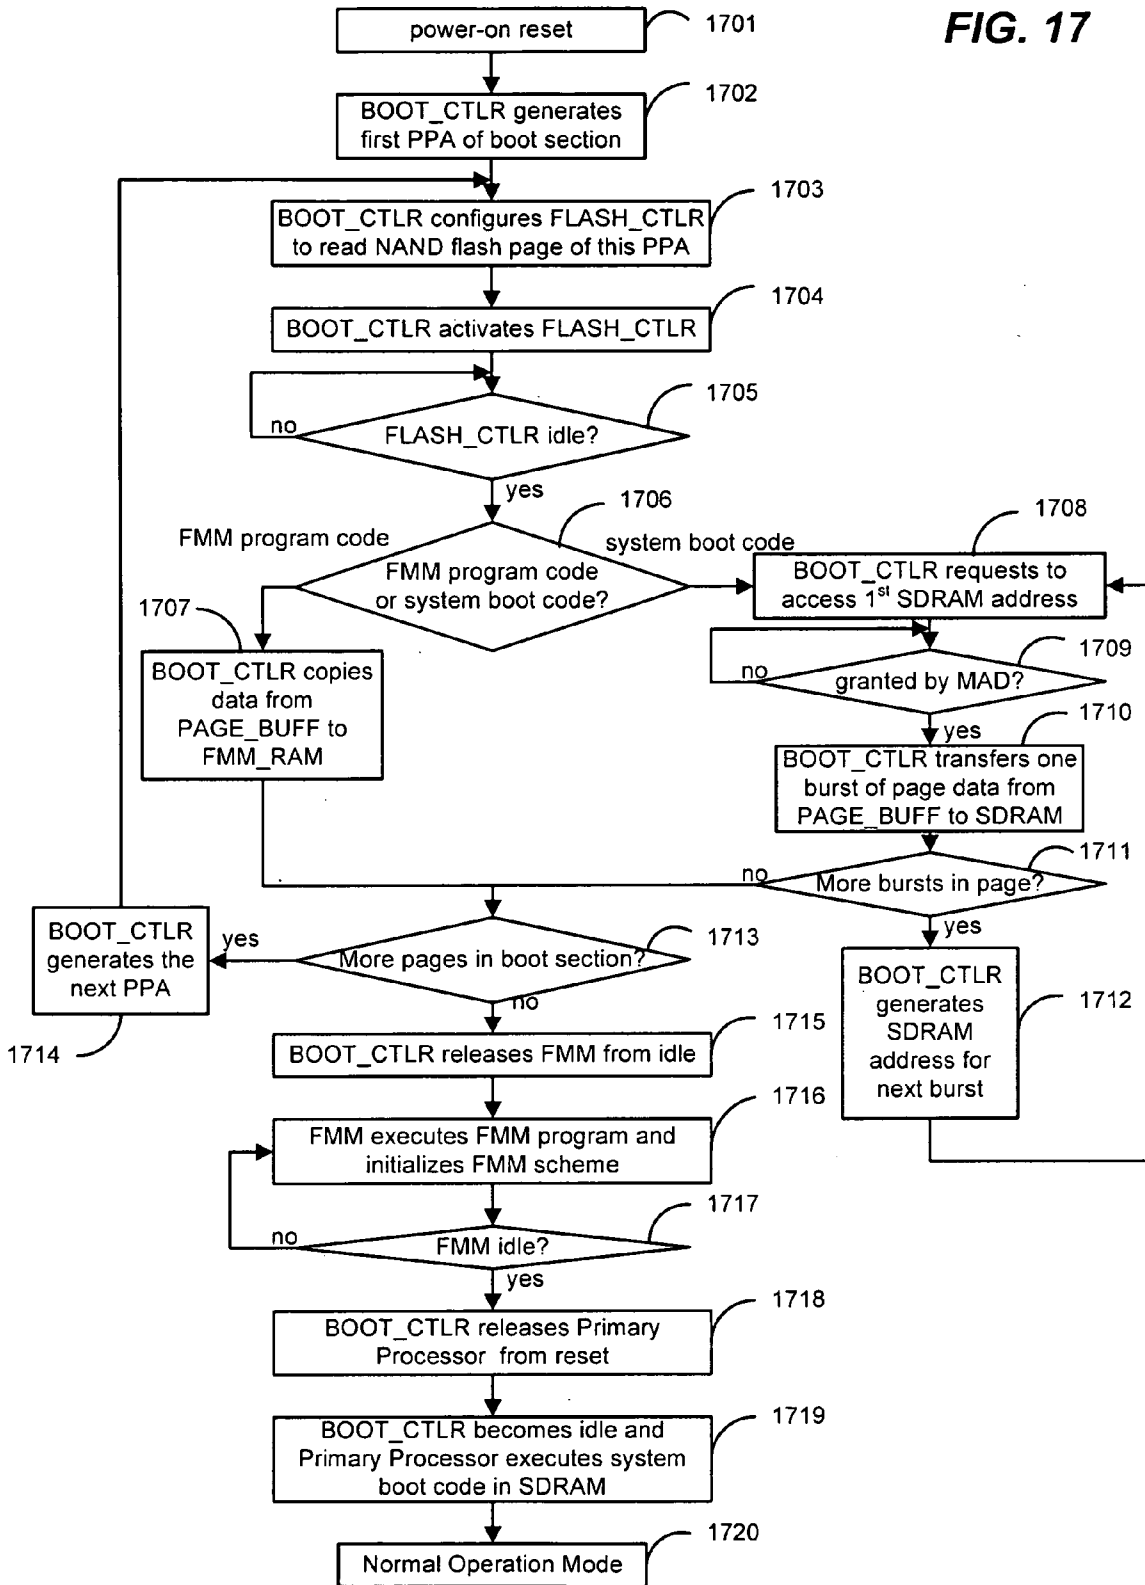 FIG. 17
power-on reset
1701
1702
BOOT_CTLR generates
first PPA of boot section
1703
BOOT_CTLR configures FLASH_CTLR
to read NAND flash page of this PPA
1704
BOOT_CTLR activates FLASH_CTLR
1705
no
FLASH_CTLR idle?
yes
1706
1708
FMM program code
system boot code
FMM program code
or system boot code?
BOOT_CTLR requests to
access 1st SDRAM address
1707
1709
no
granted by MAD?
BOOT_CTLR copies
data from
PAGE_BUFF to
FMM_RAM
1710
yes
BOOT_CTLR transfers one
burst of page data from
PAGE_BUFF to SDRAM
1711
no
More bursts in page?
yes
BOOT_CTLR
generates the
next PPA
yes
1713
More pages in boot section?
no
BOOT_CTLR
generates
SDRAM
address for
next burst
1712
1714
1715
BOOT_CTLR releases FMM from idle
1716
FMM executes FMM program and
initializes FMM scheme
1717
no
FMM idle?
yes
1718
BOOT_CTLR releases Primary
Processor from reset
1719
BOOT_CTLR becomes idle and
Primary Processor executes system
boot code in SDRAM
1720
Normal Operation Mode